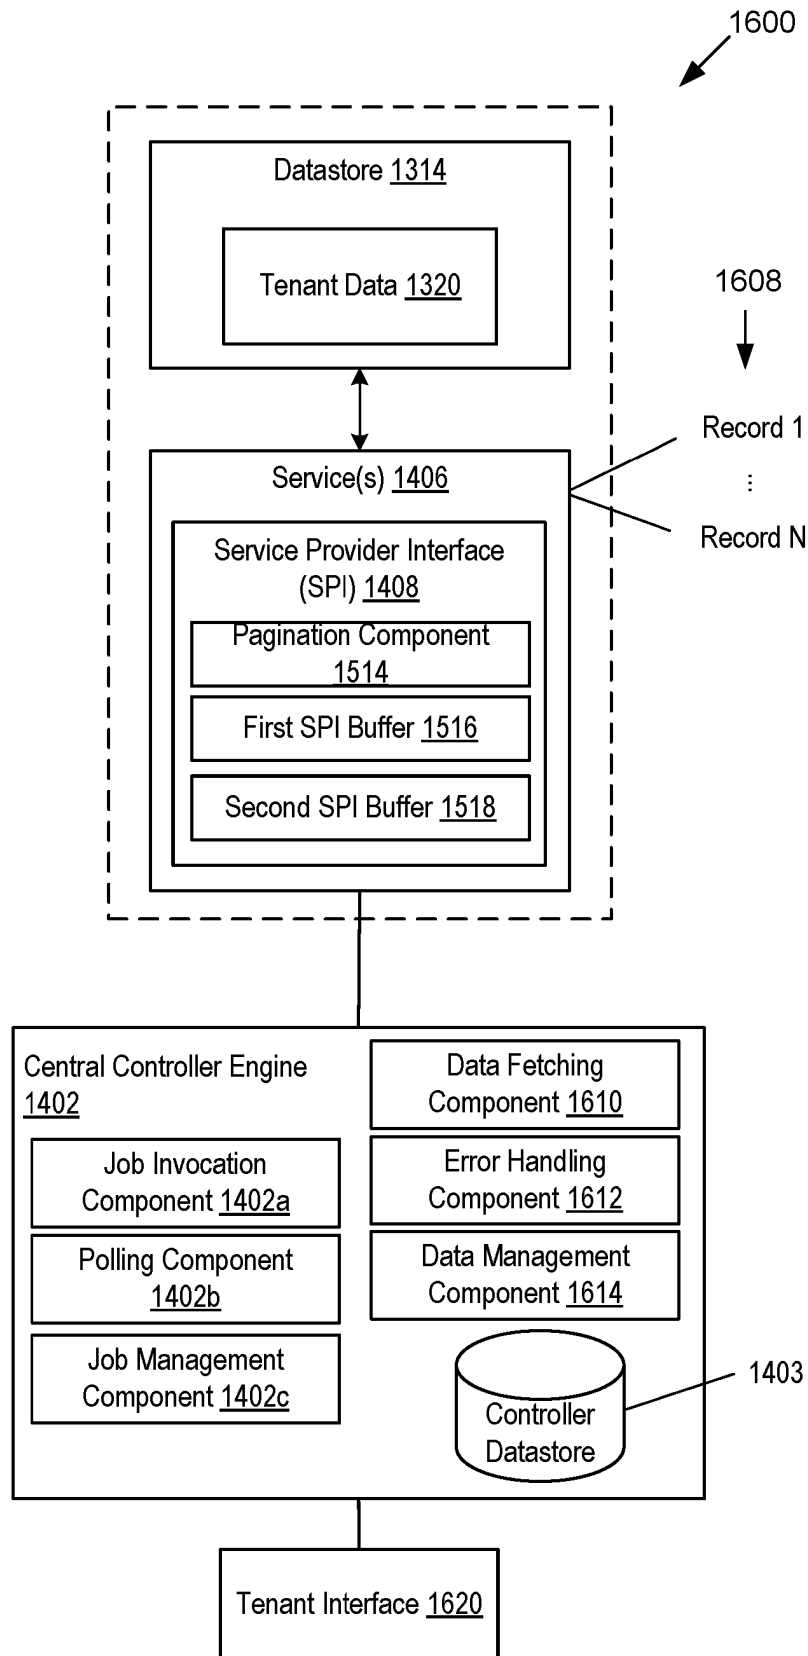 1600
Datastore 1314
Tenant Data 1320
1608
Record 1
...
Record N
Service(s) 1406
Service Provider Interface
(SPI) 1408
Pagination Component
1514
First SPI Buffer 1516
Second SPI Buffer 1518
Central Controller Engine
1402
Job Invocation
Component 1402a
Polling Component
1402b
Job Management
Component 1402c
Data Fetching
Component 1610
Error Handling
Component 1612
Data Management
Component 1614
Controller
Datastore
1403
Tenant Interface 1620